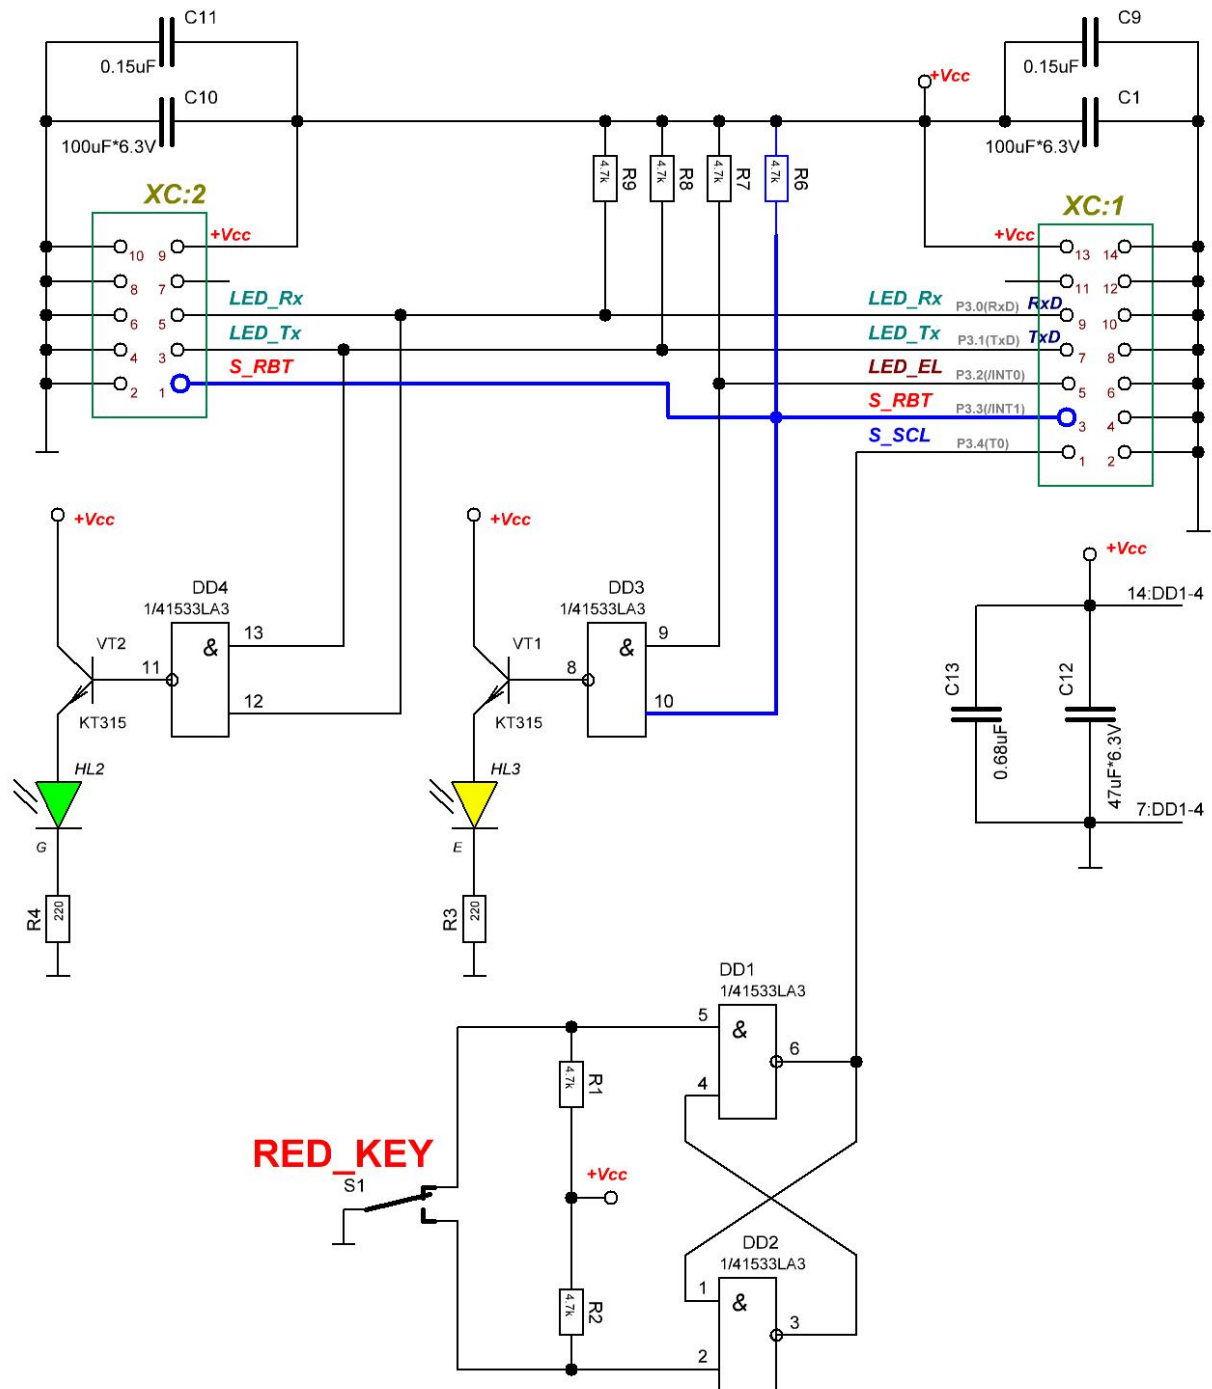 C11
0.15uF
C10
100uF*6.3V
C9
0.15uF
+Vcc
C1
100uF*6.3V
4.7k
R9
4.7k
R8
4.7k
R7
4.7k
R6
XC:2
+Vcc
10 9
8 7
LED_Rx
6 5
LED_Tx
4 3
S_RBT
2 1
XC:1
+Vcc
13 14
11 12
LED_Rx P3.0(RxD) RxD
9 10
LED_Tx P3.1(TxD) TxD
7 8
LED_EL P3.2(/INT0)
5 6
S_RBT P3.3(/INT1)
3 4
S_SCL P3.4(T0)
1 2
+Vcc
DD4
1/41533LA3
&
13
VT2
11
12
KT315
HL2
G
R4
220
+Vcc
DD3
1/41533LA3
&
9
VT1
8
10
KT315
HL3
E
R3
220
+Vcc
14:DD1-4
C13
0.68uF
C12
47uF*6.3V
7:DD1-4
DD1
1/41533LA3
5
&
6
4
4.7k
R1
RED_KEY
S1
+Vcc
DD2
1/41533LA3
1
&
3
2
4.7k
R2